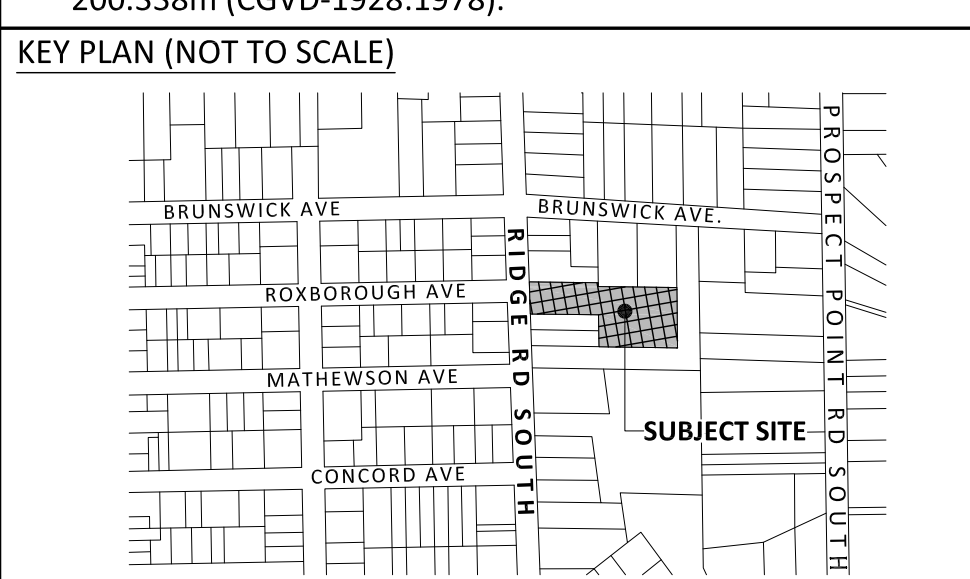 200.338m (CGVD-1928:1978).
KEY PLAN (NOT TO SCALE)
PROSPECT POINT RD SOUTH
BRUNSWICK AVE
BRUNSWICK AVE.
RIDGE RD SOUTH
ROXBOROUGH AVE
MATHEWSON AVE
SUBJECT SITE
CONCORD AVE